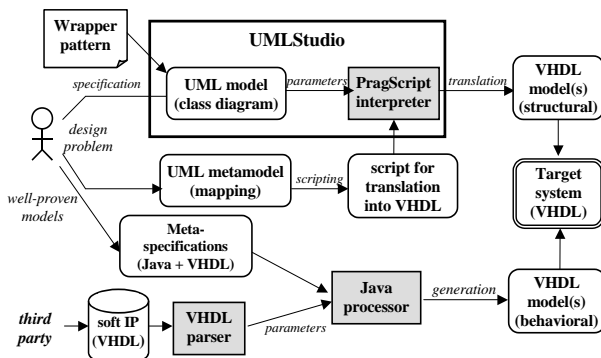 Wrapper
pattern
UMLStudio
specification
UML model
(class diagram)
parameters
PragScript
interpreter
translation
VHDL
model(s)
(structural)
design
problem
UML metamodel
(mapping)
scripting
script for
translation
into VHDL
Target
system
(VHDL)
well-proven
models
Meta-
specifications
(Java + VHDL)
Java
processor
generation
VHDL
model(s)
(behavioral)
third
party
soft IP
(VHDL)
VHDL
parser
parameters